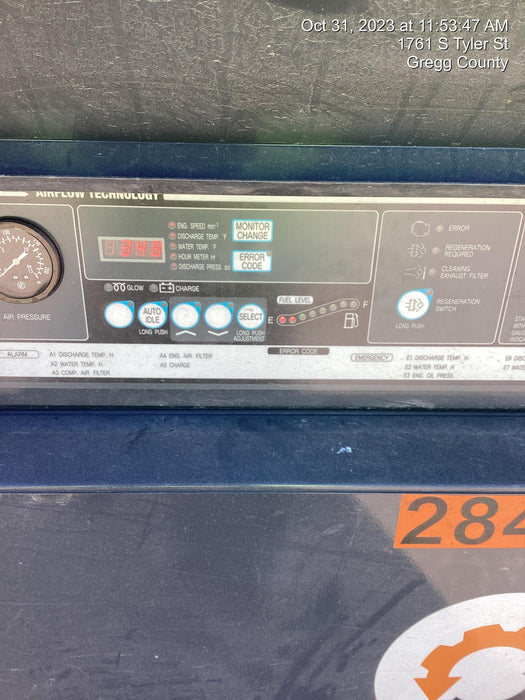 Oct 31, 2023 at 11:53:47 AM
1761 S Tyler St
Gregg County
AIRFLOW TECHNOLOGY
ENG. SPEED min-1
DISCHARGE TEMP. °F
WATER TEMP. °F
HOUR METER Hr
DISCHARGE PRESS.
MONITOR
CHANGE
ERROR
CODE
ERROR
REGENERATION
REQUIRED
CLEANING
EXHAUST FILTER
REGENERATION
SWITCH
LONG PUSH
GLOW
CHARGE
AUTO
IDLE
LONG PUSH
SELECT
LONG PUSH
ADJUSTMENT
FUEL LEVEL
E
F
AIR PRESSURE
ERROR CODE
ALARM
A1 DISCHARGE TEMP. H
A2 WATER TEMP. H
A3 COMP. AIR FILTER
A4 ENG. AIR FILTER
A5 CHARGE
EMERGENCY
E1 DISCHARGE TEMP. H
E2 WATER TEMP. H
E3 ENG. OIL PRESS.
284